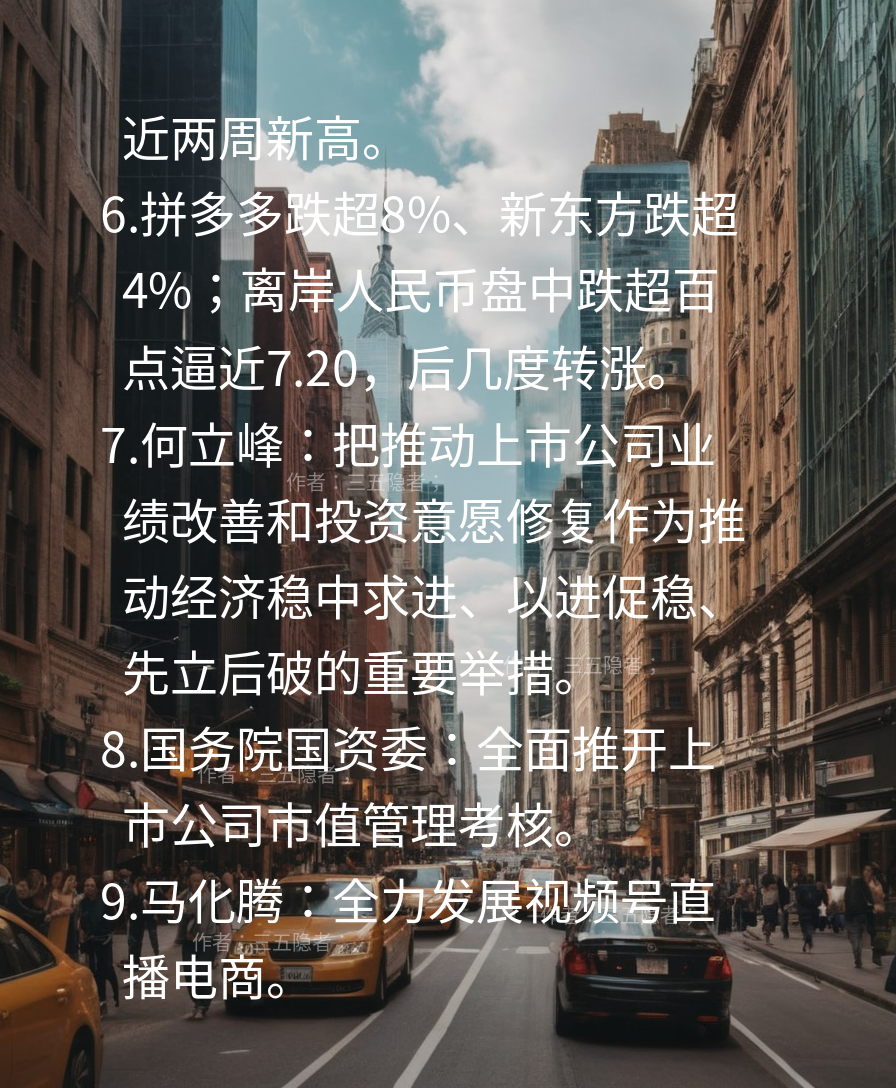 近两周新高。
6.拼多多跌超8%、新东方跌超
4%；离岸人民币盘中跌超百
点逼近7.20，后几度转涨。
7.何立峰：把推动上市公司业
作者：三五隐者；
绩改善和投资意愿修复作为推
动经济稳中求进、以进促稳、
先立后破的重要举措。
三五隐者；
8.国务院国资委：全面推开上
作者：三五隐者；
市公司市值管理考核。
9.马化腾：全力发展视频号直
作者：三五隐者；
作者：三五隐者；
播电商。